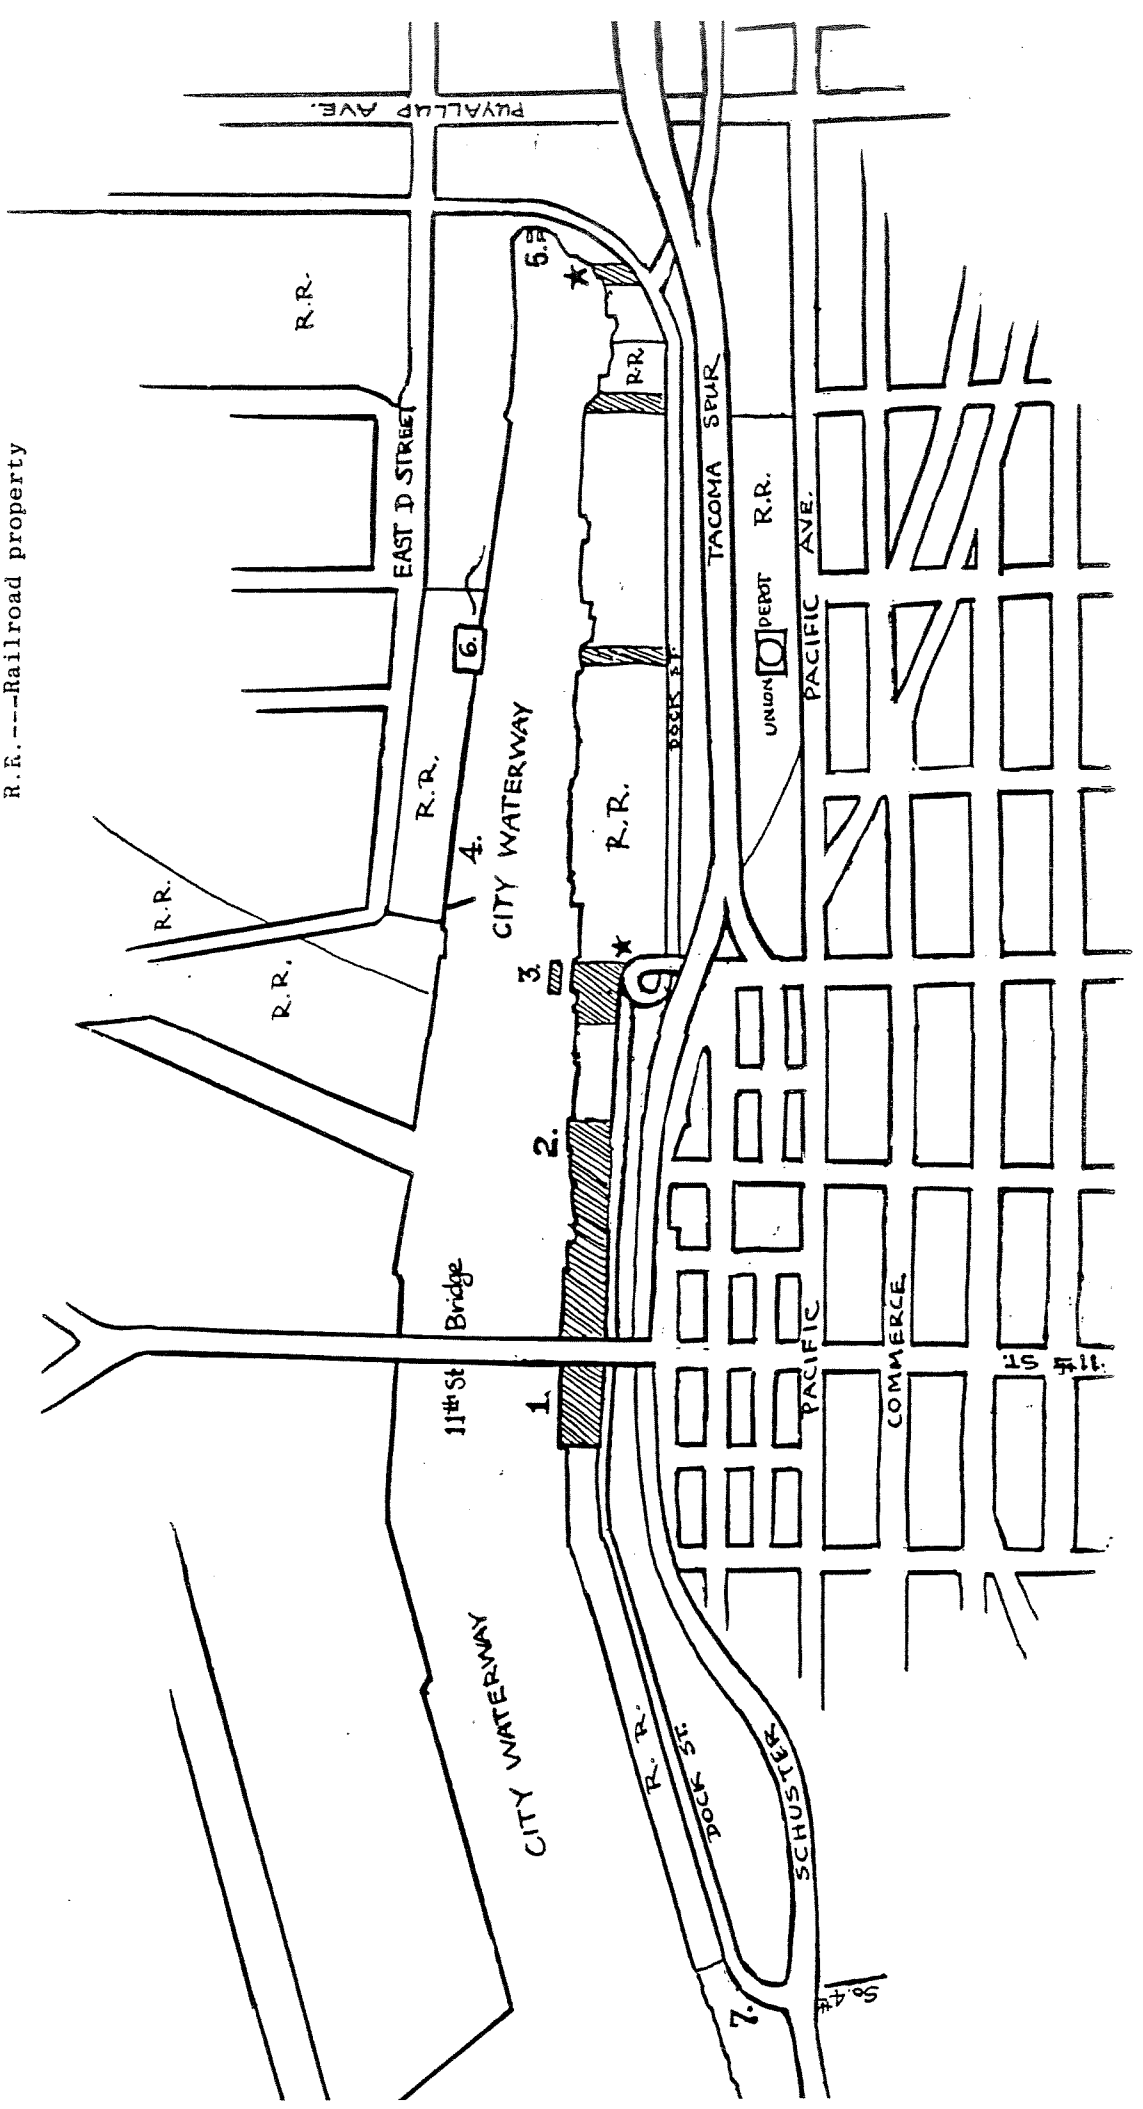 R.R.---Railroad property
PUYALLUP AVE.
R.R.
EAST D STREET
5.
R.R.
TACOMA SPUR
R.R.
UNION DEPOT
PACIFIC AVE.
6.
DOCK ST.
R.R.
4.
CITY WATERWAY
R.R.
R.R.
R.R.
3.
2.
11th St Bridge
1.
PACIFIC
COMMERCE
11th ST
CITY WATERWAY
R.R.
DOCK ST.
SCHUSTER
7.
So. 4th